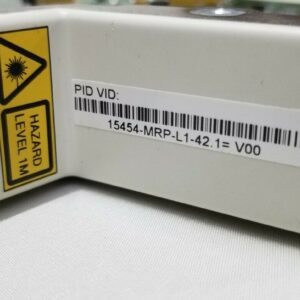 PID VID:
15454-MRP-L1-42.1= V00
HAZARD
LEVEL 1M